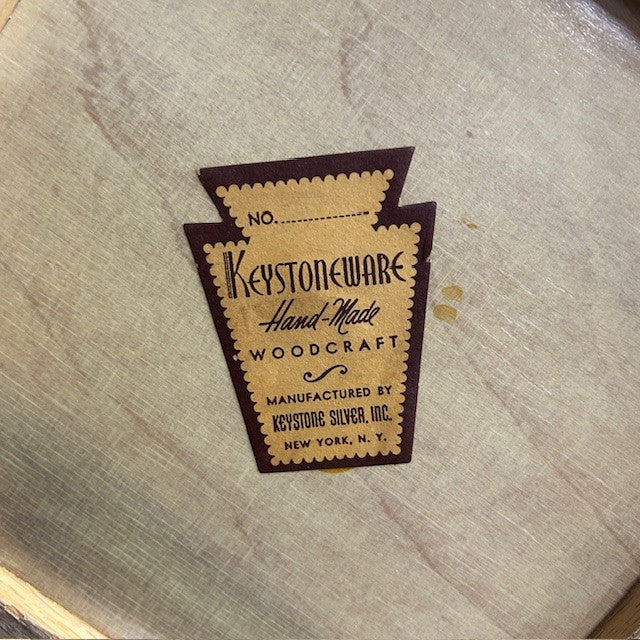 NO. ................
KEYSTONEWARE
Hand-Made
WOODCRAFT
MANUFACTURED BY
KEYSTONE SILVER, INC.
NEW YORK, N. Y.